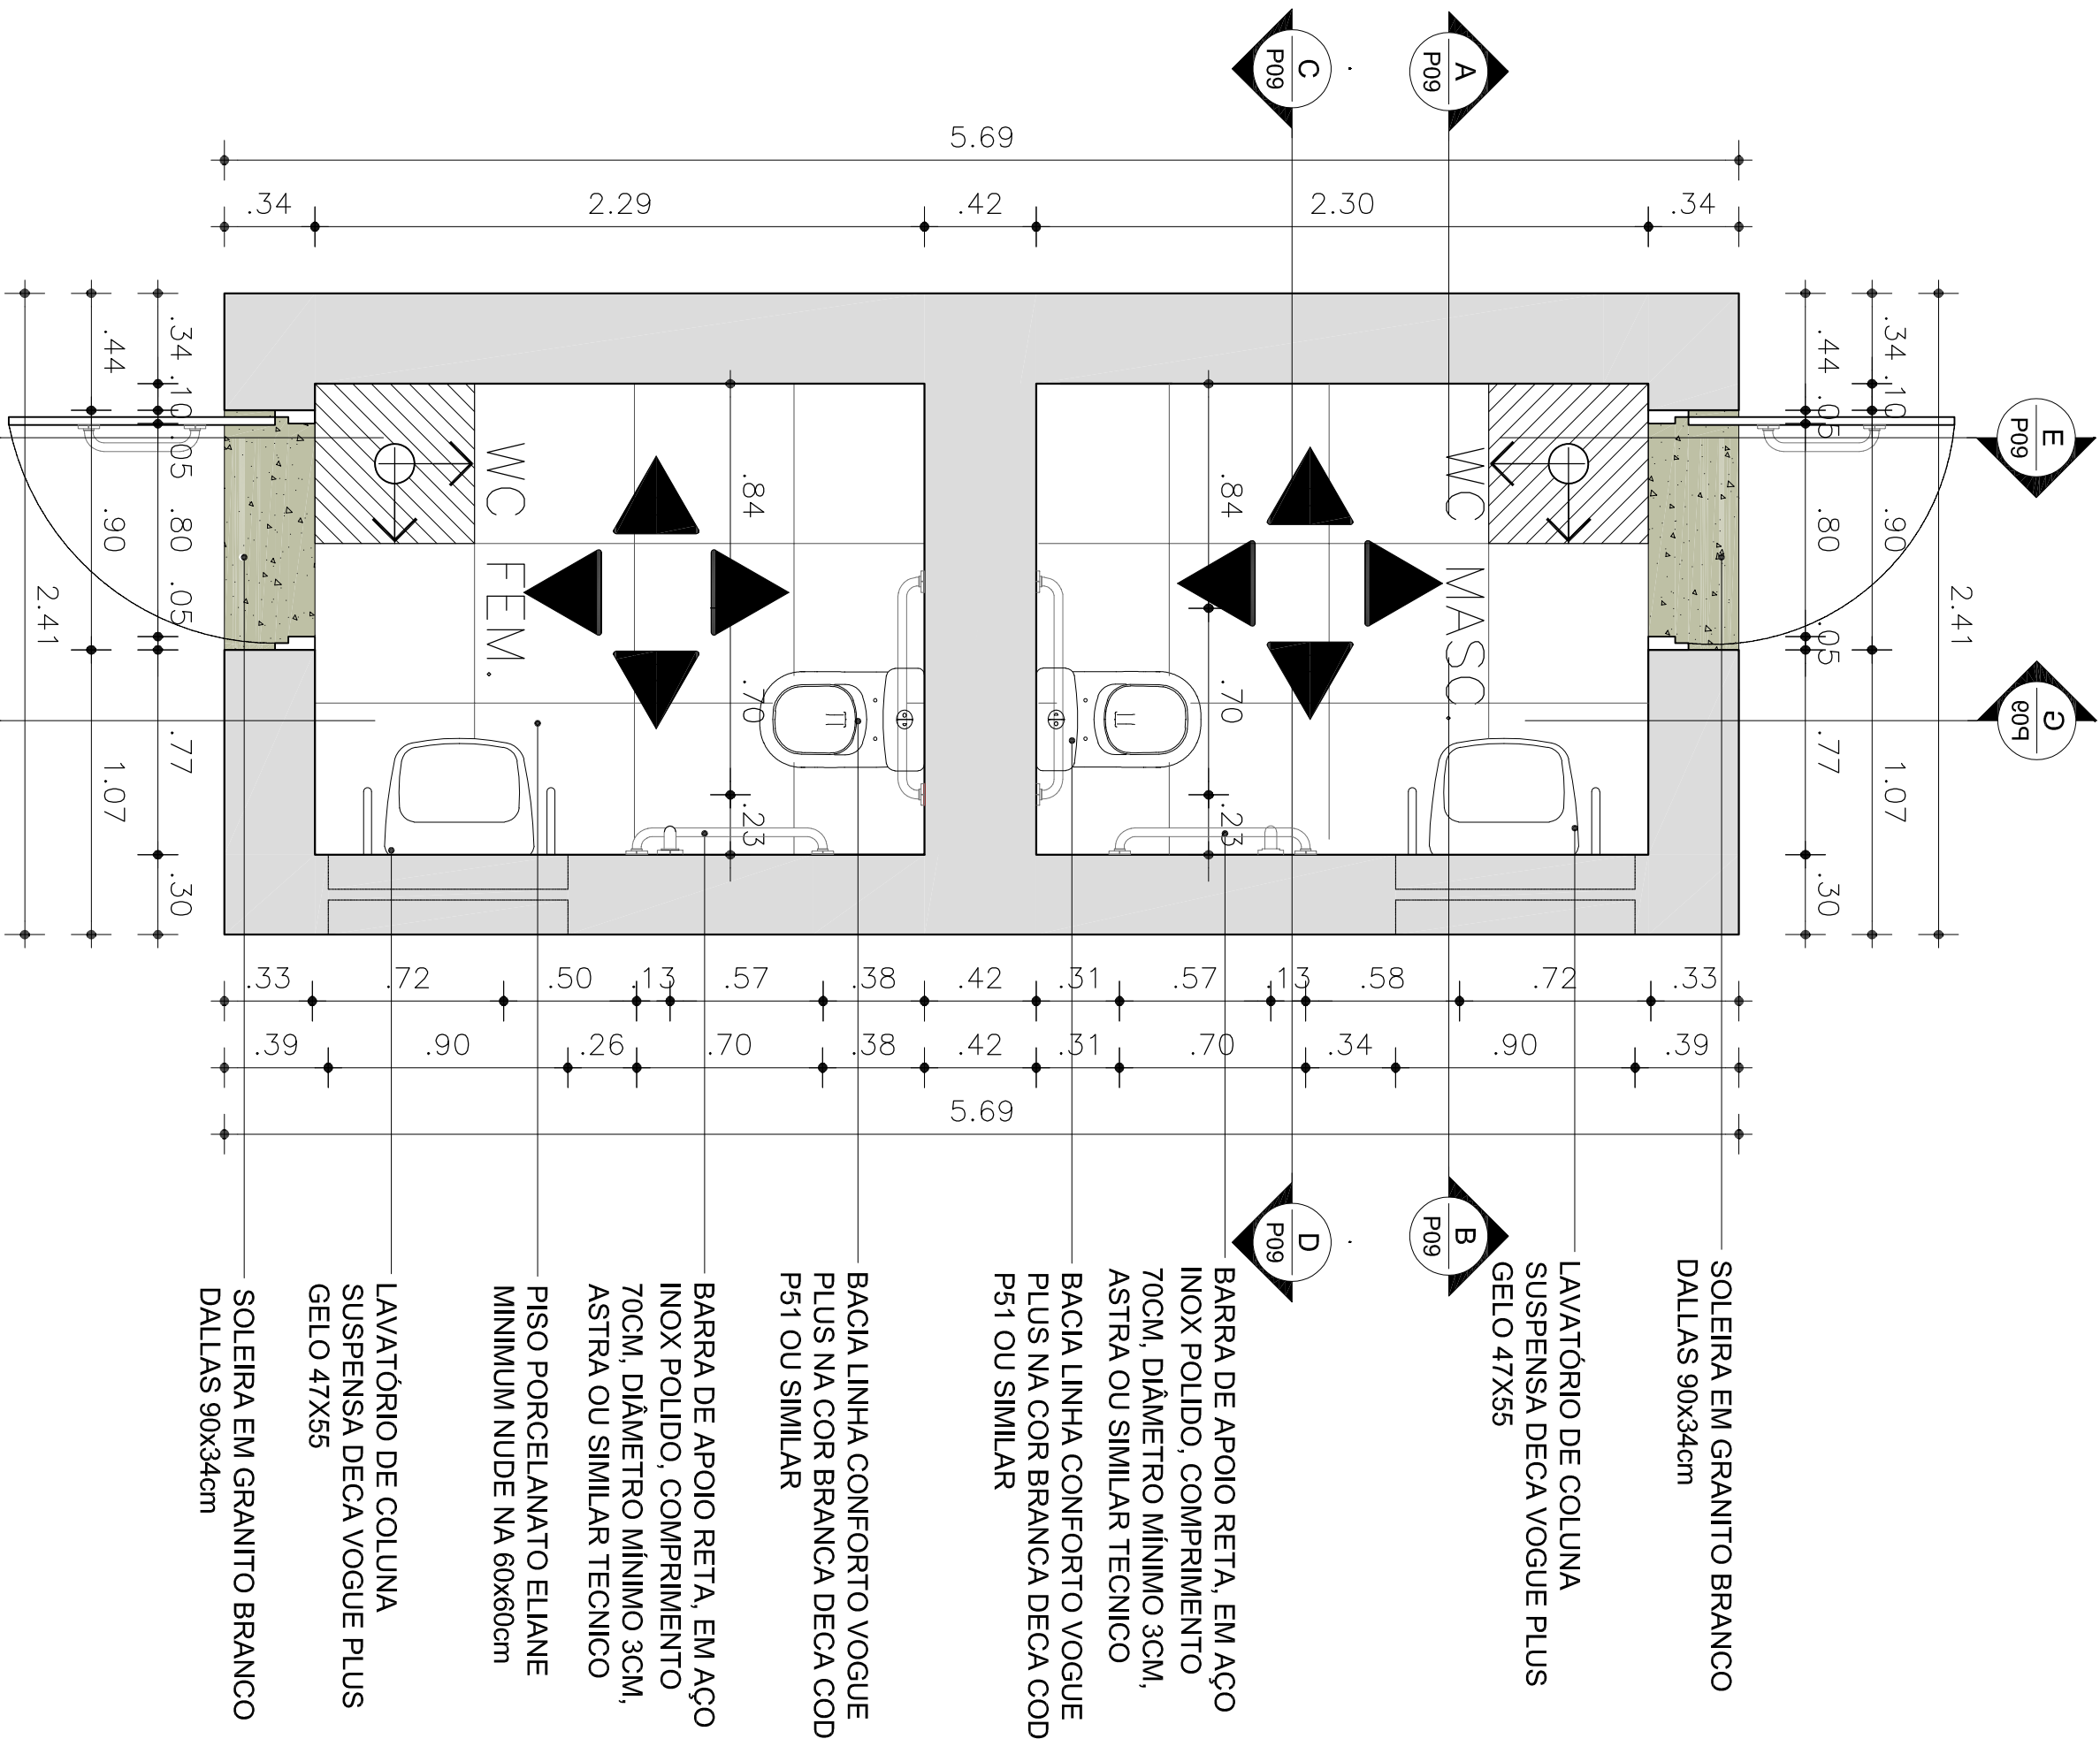 C
P09
A
P09
5.69
.34
2.29
.42
2.30
.34
.34
.10
.05
.80
.05
.77
.30
.44
.90
1.07
2.41
.44
.05
.80
.05
.77
.30
.34
.10
.90
1.07
2.41
E
P09
G
P09
WC FEM.
.84
.70
.23
WC MASC.
.84
.70
.23
.33
.72
.50
.13
.57
.38
.42
.31
.57
.13
.58
.72
.33
.39
.90
.26
.70
.38
.42
.31
.70
.34
.90
.39
5.69
D
P09
B
P09
SOLEIRA EM GRANITO BRANCO
DALLAS 90x34cm
LAVATÓRIO DE COLUNA
SUSPENSA DECA VOGUE PLUS
GELO 47X55
BARRA DE APOIO RETA, EM AÇO
INOX POLIDO, COMPRIMENTO
70CM, DIÂMETRO MÍNIMO 3CM,
ASTRA OU SIMILAR TECNICO
BACIA LINHA CONFORTO VOGUE
PLUS NA COR BRANCA DECA COD
P51 OU SIMILAR
BACIA LINHA CONFORTO VOGUE
PLUS NA COR BRANCA DECA COD
P51 OU SIMILAR
BARRA DE APOIO RETA, EM AÇO
INOX POLIDO, COMPRIMENTO
70CM, DIÂMETRO MÍNIMO 3CM,
ASTRA OU SIMILAR TECNICO
PISO PORCELANATO ELIANE
MINIMUM NUDE NA 60x60cm
LAVATÓRIO DE COLUNA
SUSPENSA DECA VOGUE PLUS
GELO 47X55
SOLEIRA EM GRANITO BRANCO
DALLAS 90x34cm